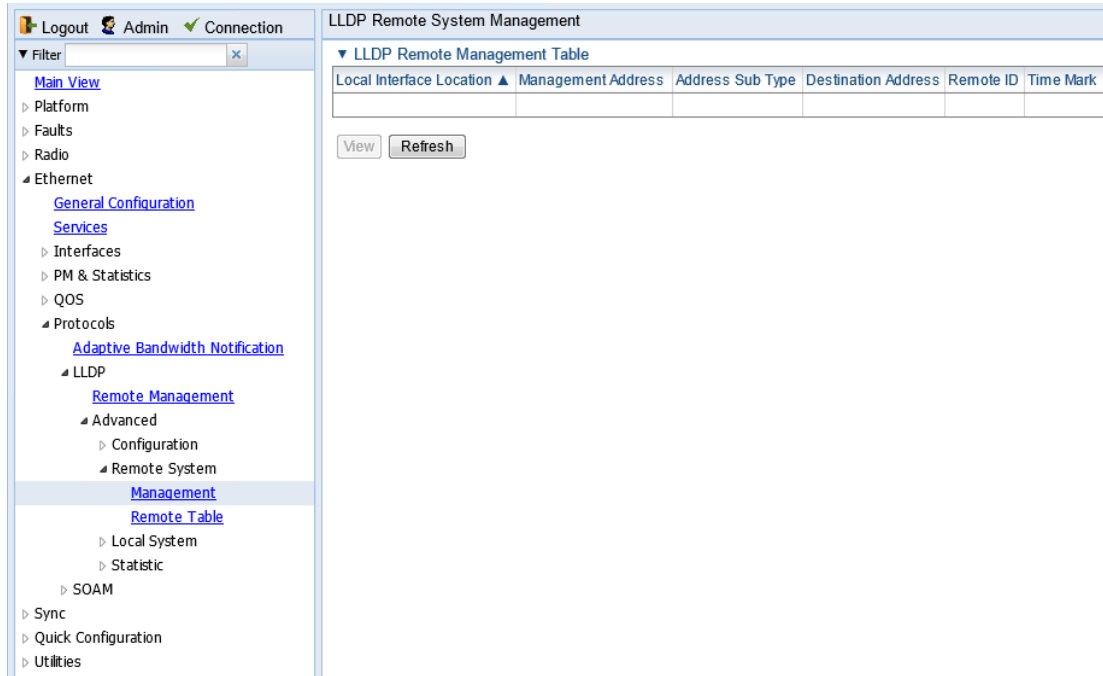 Logout Admin Connection
Filter
Main View
Platform
Faults
Radio
Ethernet
General Configuration
Services
Interfaces
PM & Statistics
QOS
Protocols
Adaptive Bandwidth Notification
LLDP
Remote Management
Advanced
Configuration
Remote System
Management
Remote Table
Local System
Statistic
SOAM
Sync
Quick Configuration
Utilities
LLDP Remote System Management
▼ LLDP Remote Management Table
Local Interface Location ▲ Management Address Address Sub Type Destination Address Remote ID Time Mark
View Refresh